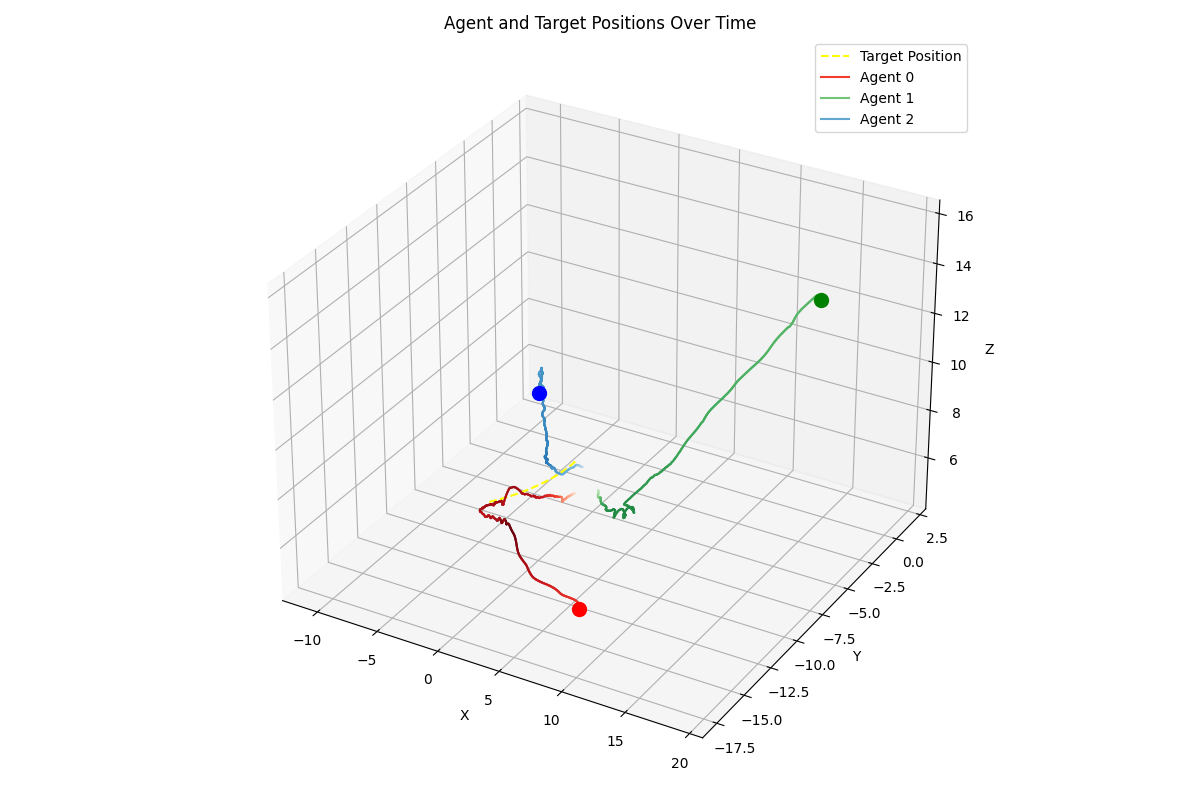 Agent and Target Positions Over Time
Target Position
Agent 0
Agent 1
Agent 2
16
14
12
10
8
6
Z
2.5
0.0
−2.5
−5.0
−7.5
−10.0
−12.5
−15.0
−17.5
Y
−10
−5
0
5
10
15
20
X